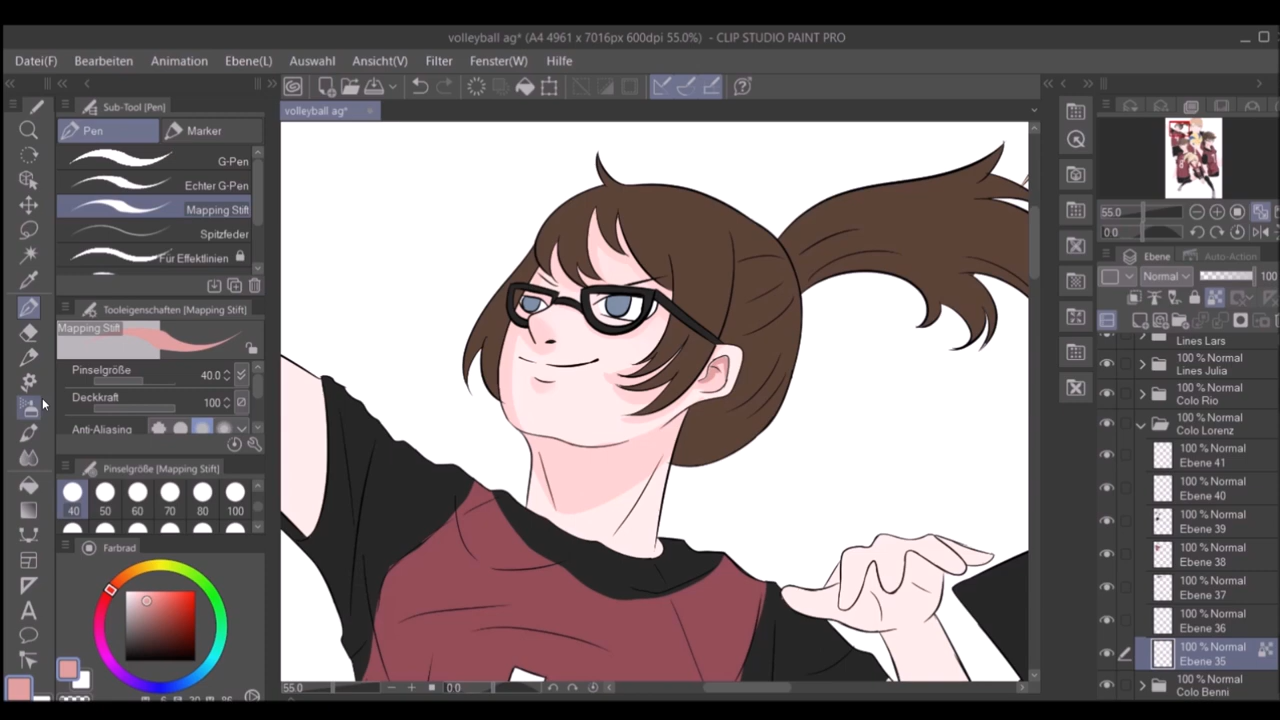 volleyball ag* (A4 4961 x 7016px 600dpi 55.0%) - CLIP STUDIO PAINT PRO
Datei(F) Bearbeiten Animation Ebene(L) Auswahl Ansicht(V) Filter Fenster(W) Hilfe
Sub-Tool [Pen]
volleyball ag*
Pen Marker
G-Pen
Echter G-Pen
Mapping Stift
Spitzfeder
Für Effektlinien
Tooleigenschaften [Mapping Stift]
Mapping Stift
Pinselgröße 40.0
Deckkraft 100
Anti-Aliasing
Pinselgröße [Mapping Stift]
40 50 60 70 80 100
Farbrad
55.0 0.0
55.0
0.0
Ebene Auto-Action
Normal 100
Lines Lars
100 % Normal
Lines Julia
100 % Normal
Colo Rio
100 % Normal
Colo Lorenz
100 % Normal
Ebene 41
100 % Normal
Ebene 40
100 % Normal
Ebene 39
100 % Normal
Ebene 38
100 % Normal
Ebene 37
100 % Normal
Ebene 36
100 % Normal
Ebene 35
100 % Normal
Colo Benni